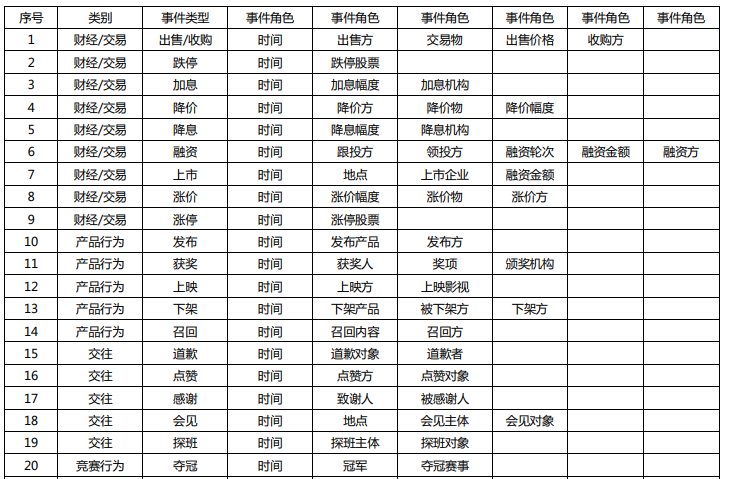 序号 类别 事件类型 事件角色 事件角色 事件角色 事件角色 事件角色 事件角色
1 财经/交易 出售/收购 时间 出售方 交易物 出售价格 收购方
2 财经/交易 跌停 时间 跌停股票
3 财经/交易 加息 时间 加息幅度 加息机构
4 财经/交易 降价 时间 降价方 降价物 降价幅度
5 财经/交易 降息 时间 降息幅度 降息机构
6 财经/交易 融资 时间 跟投方 领投方 融资轮次 融资金额 融资方
7 财经/交易 上市 时间 地点 上市企业 融资金额
8 财经/交易 涨价 时间 涨价幅度 涨价物 涨价方
9 财经/交易 涨停 时间 涨停股票
10 产品行为 发布 时间 发布产品 发布方
11 产品行为 获奖 时间 获奖人 奖项 颁奖机构
12 产品行为 上映 时间 上映方 上映影视
13 产品行为 下架 时间 下架产品 被下架方 下架方
14 产品行为 召回 时间 召回内容 召回方
15 交往 道歉 时间 道歉对象 道歉者
16 交往 点赞 时间 点赞方 点赞对象
17 交往 感谢 时间 致谢人 被感谢人
18 交往 会见 时间 地点 会见主体 会见对象
19 交往 探班 时间 探班主体 探班对象
20 竞赛行为 夺冠 时间 冠军 夺冠赛事